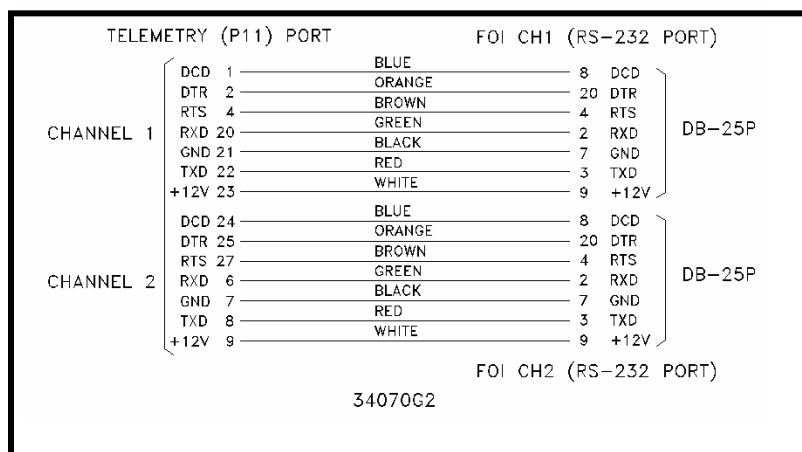 TELEMETRY (P11) PORT FOI CH1 (RS-232 PORT)
DCD 1 BLUE 8 DCD
DTR 2 ORANGE 20 DTR
RTS 4 BROWN 4 RTS
CHANNEL 1 RXD 20 GREEN 2 RXD DB-25P
GND 21 BLACK 7 GND
TXD 22 RED 3 TXD
+12V 23 WHITE 9 +12V
DCD 24 BLUE 8 DCD
DTR 25 ORANGE 20 DTR
RTS 27 BROWN 4 RTS
CHANNEL 2 RXD 6 GREEN 2 RXD DB-25P
GND 7 BLACK 7 GND
TXD 8 RED 3 TXD
+12V 9 WHITE 9 +12V
FOI CH2 (RS-232 PORT)
34070G2